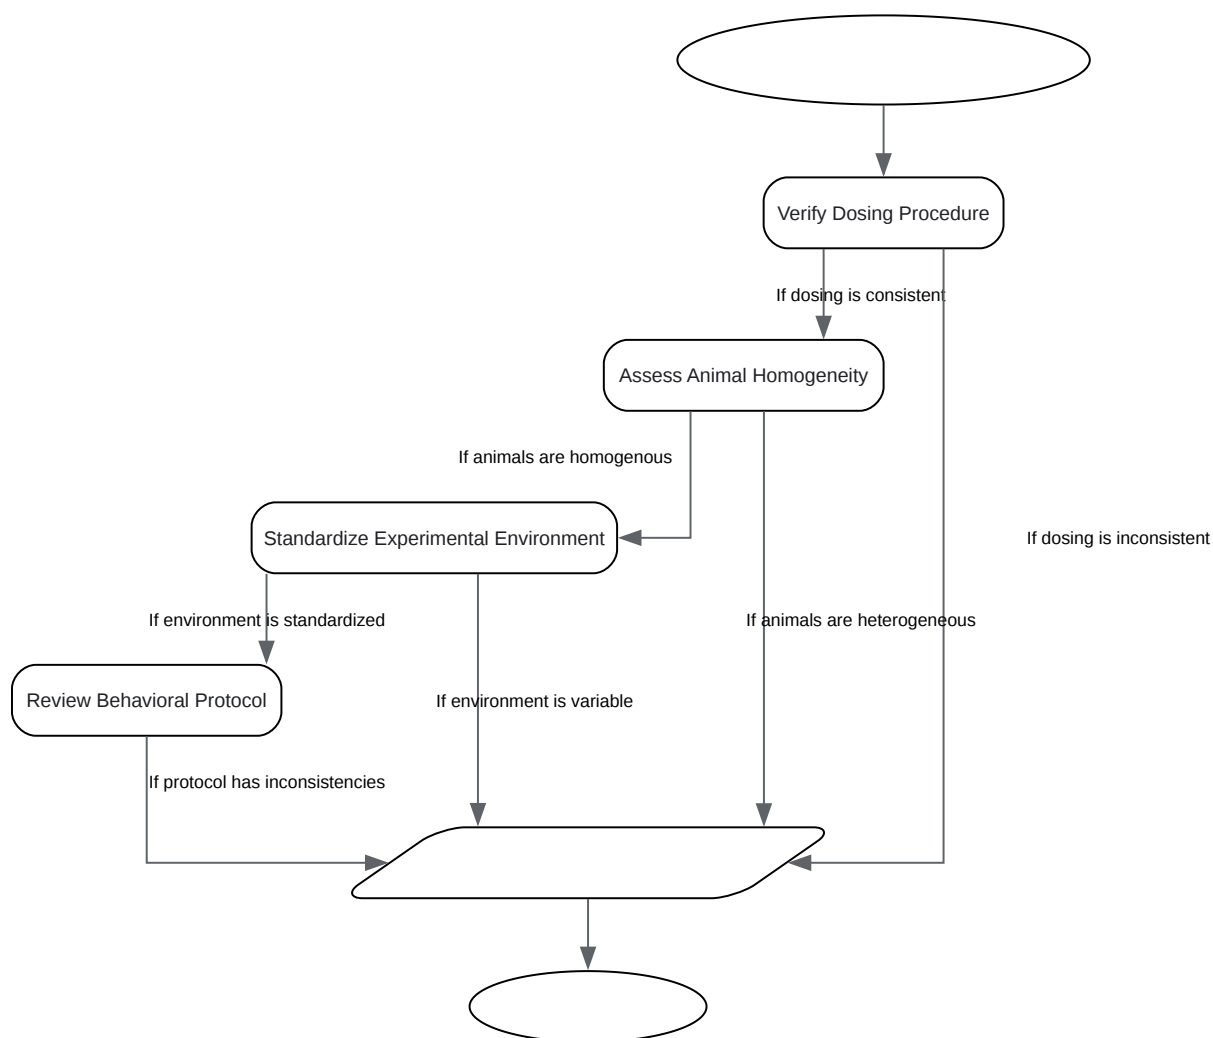 Verify Dosing Procedure
If dosing is consistent
Assess Animal Homogeneity
If animals are homogenous
Standardize Experimental Environment
If dosing is inconsistent
If environment is standardized
If animals are heterogeneous
Review Behavioral Protocol
If environment is variable
If protocol has inconsistencies